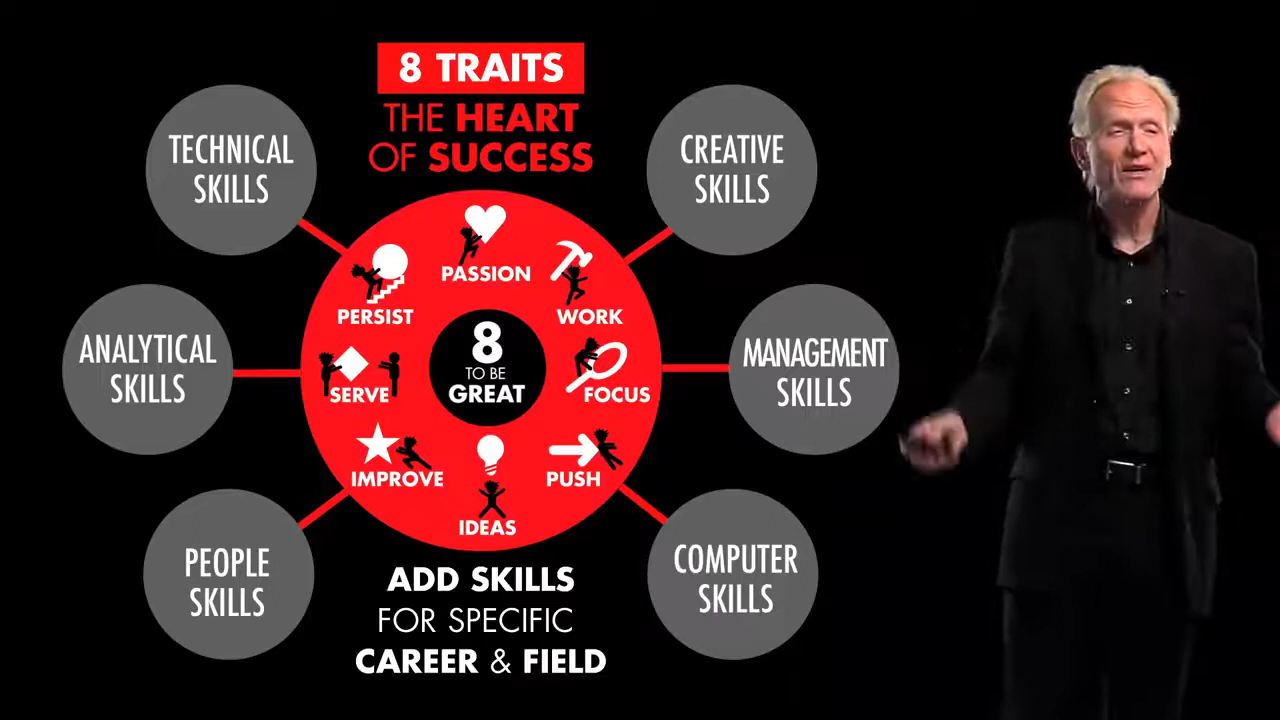 8 TRAITS
THE HEART
OF SUCCESS
TECHNICAL
SKILLS
CREATIVE
SKILLS
PASSION
PERSIST
WORK
ANALYTICAL
SKILLS
SERVE
8
TO BE
GREAT
FOCUS
MANAGEMENT
SKILLS
IMPROVE
PUSH
IDEAS
PEOPLE
SKILLS
COMPUTER
SKILLS
ADD SKILLS
FOR SPECIFIC
CAREER & FIELD